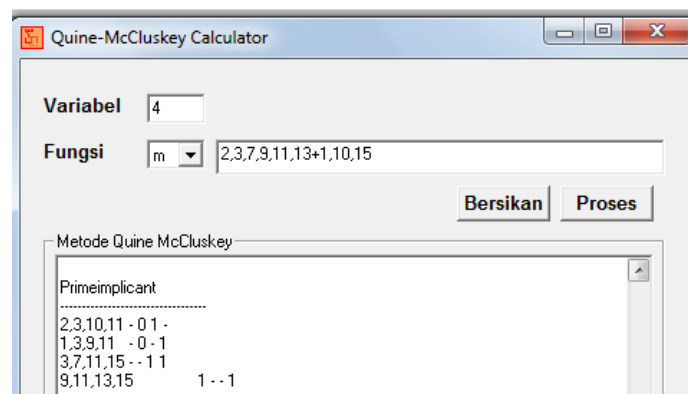 Quine-McCluskey Calculator
Variabel 4
Fungsi m 2,3,7,9,11,13+1,10,15
Bersikan Proses
Metode Quine McCluskey
Primeimplicant
----------------------------------
2,3,10,11 - 0 1 -
1,3,9,11 - 0 - 1
3,7,11,15 - - 1 1
9,11,13,15 1 - - 1